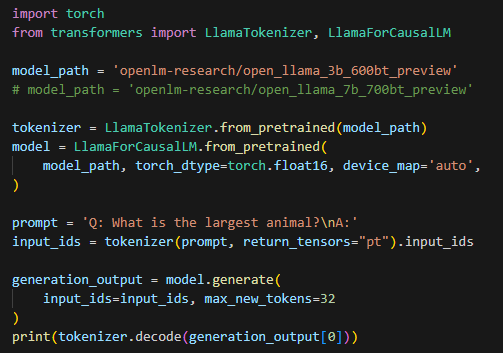 import torch
from transformers import LlamaTokenizer, LlamaForCausalLM

model_path = 'openlm-research/open_llama_3b_600bt_preview'
# model_path = 'openlm-research/open_llama_7b_700bt_preview'

tokenizer = LlamaTokenizer.from_pretrained(model_path)
model = LlamaForCausalLM.from_pretrained(
    model_path, torch_dtype=torch.float16, device_map='auto',
)

prompt = 'Q: What is the largest animal?\nA:'
input_ids = tokenizer(prompt, return_tensors="pt").input_ids

generation_output = model.generate(
    input_ids=input_ids, max_new_tokens=32
)
print(tokenizer.decode(generation_output[0]))